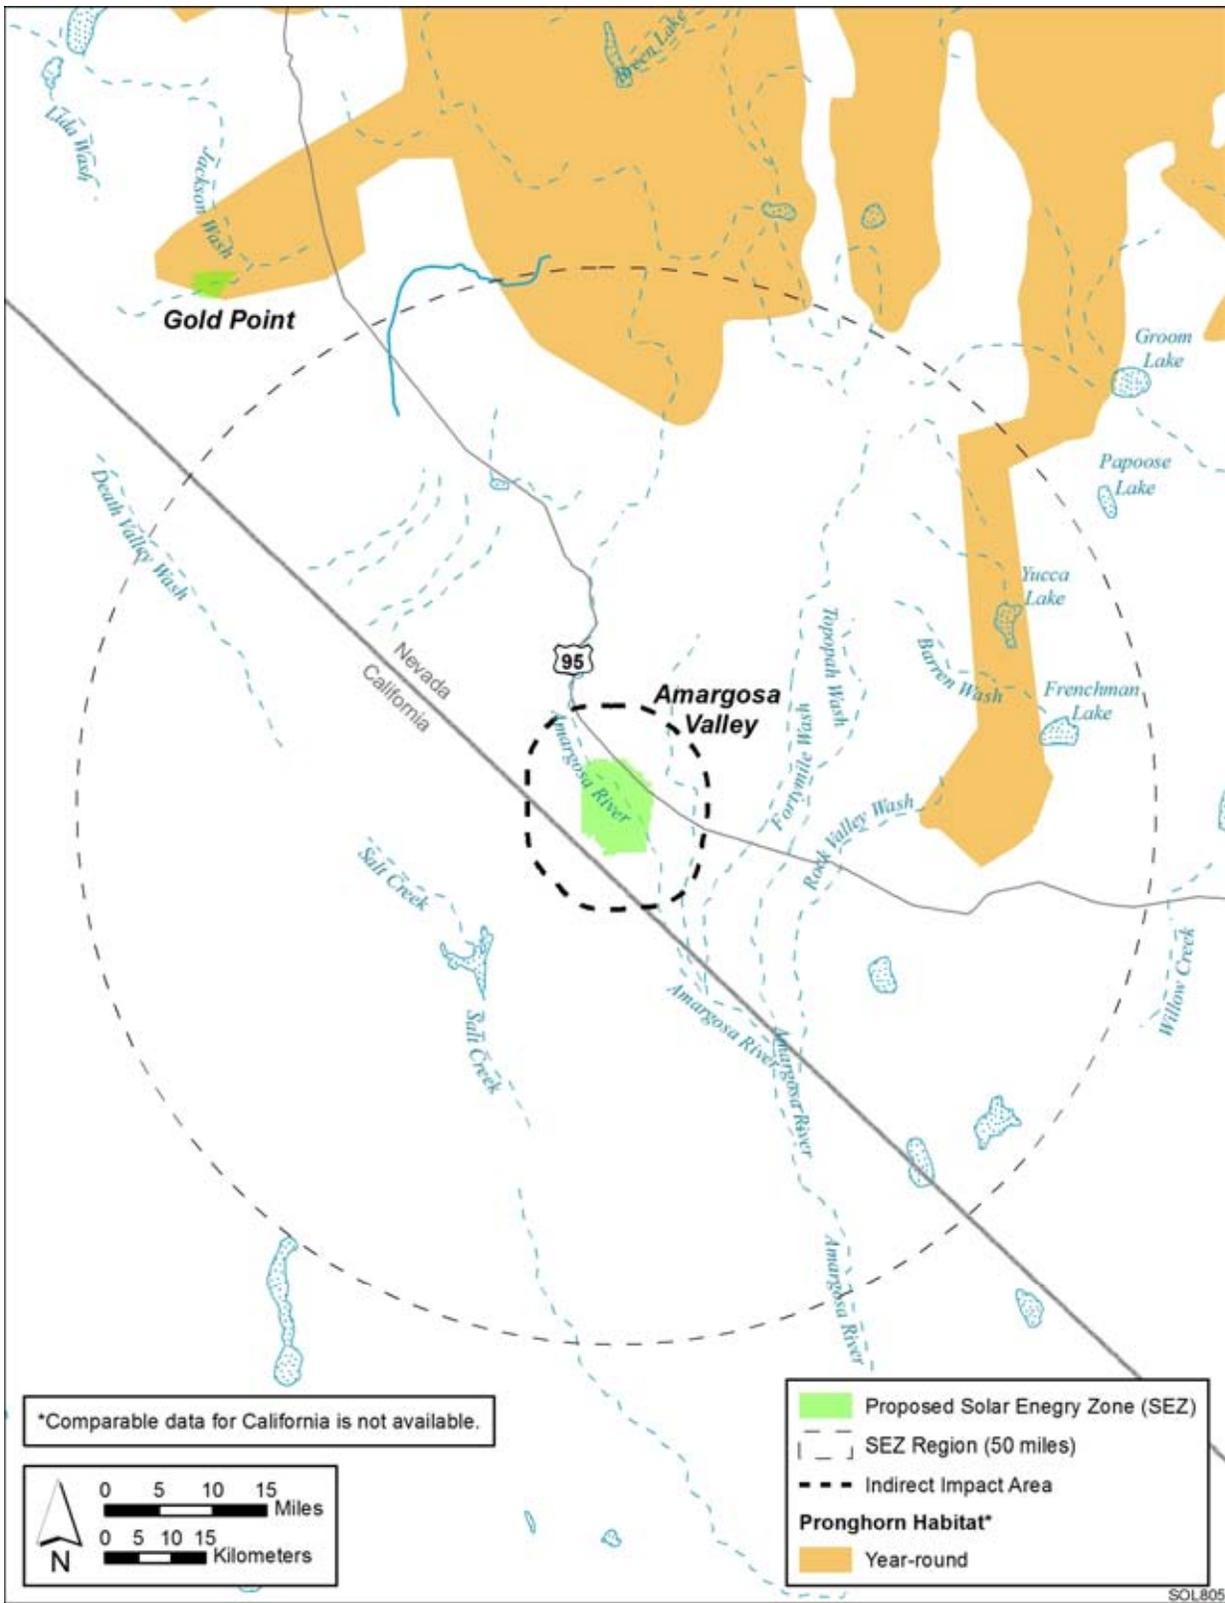 Green Lake
Lida Wash
Jackson Wash
Gold Point
Groom
Lake
Papoose
Lake
Death Valley Wash
Yucca
Lake
Nevada
California
95
Topopah Wash
Barren Wash
Amargosa
Valley
Frenchman
Lake
Amargosa River
Fortymile Wash
Rock Valley Wash
Salt Creek
Willow Creek
Amargosa River
Salt Creek
Amargosa River
Amargosa River
*Comparable data for California is not available.
0 5 10 15
Miles
0 5 10 15
Kilometers
N
Proposed Solar Enegry Zone (SEZ)
SEZ Region (50 miles)
Indirect Impact Area
Pronghorn Habitat*
Year-round
SOL805